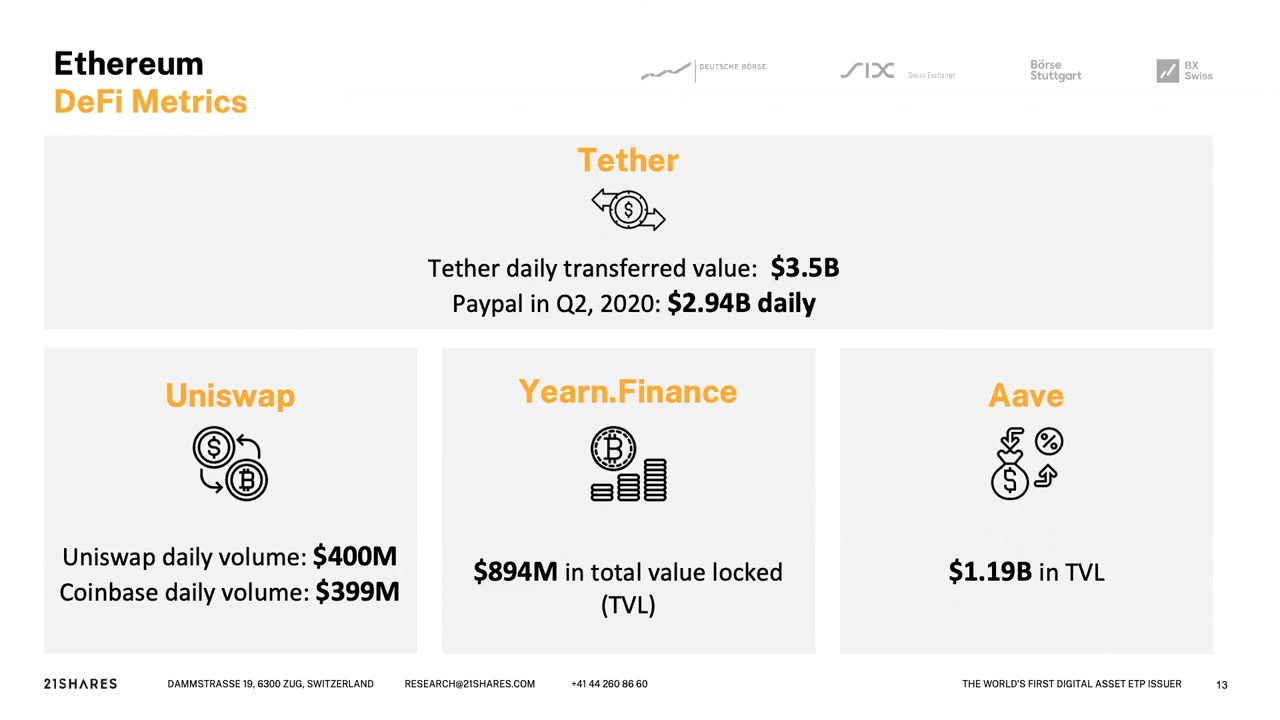 Ethereum
DeFi Metrics
DEUTSCHE BÖRSE
SIX Swiss Exchange
Börse
Stuttgart
BX
Swiss
Tether
$
Tether daily transferred value: $3.5B
Paypal in Q2, 2020: $2.94B daily
Uniswap
$
Uniswap daily volume: $400M
Coinbase daily volume: $399M
Yearn.Finance
$894M in total value locked
(TVL)
Aave
%
$
$1.19B in TVL
21SHARES
DAMMSTRASSE 19, 6300 ZUG, SWITZERLAND
RESEARCH@21SHARES.COM
+41 44 260 86 60
THE WORLD'S FIRST DIGITAL ASSET ETP ISSUER
13